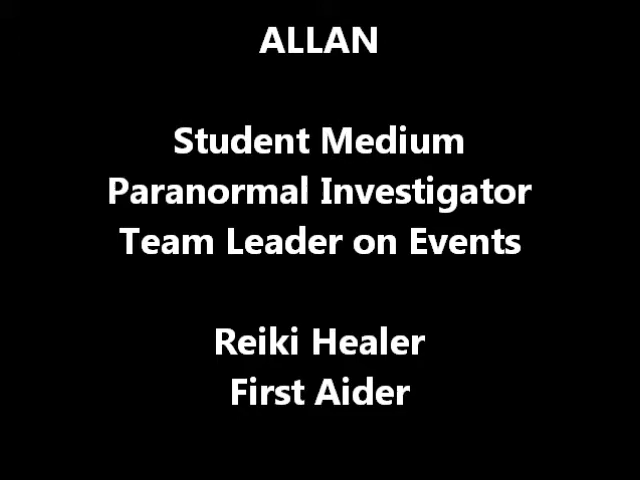 ALLAN
Student Medium
Paranormal Investigator
Team Leader on Events
Reiki Healer
First Aider